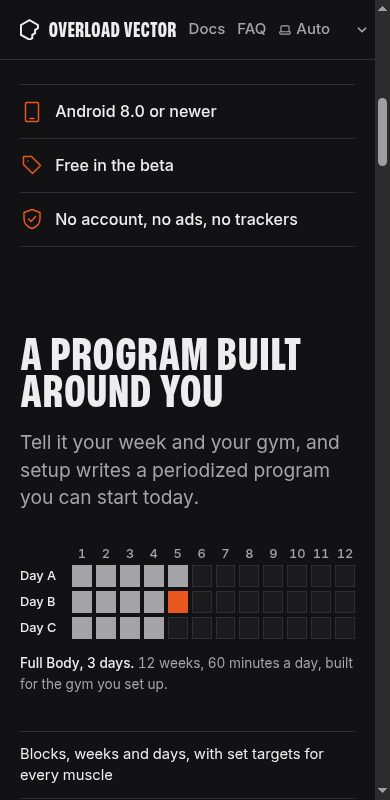 OVERLOAD VECTOR Docs FAQ Auto
Android 8.0 or newer
Free in the beta
No account, no ads, no trackers
A PROGRAM BUILT
AROUND YOU
Tell it your week and your gym, and
setup writes a periodized program
you can start today.
1 2 3 4 5 6 7 8 9 10 11 12
Day A
Day B
Day C
Full Body, 3 days. 12 weeks, 60 minutes a day, built
for the gym you set up.
Blocks, weeks and days, with set targets for
every muscle